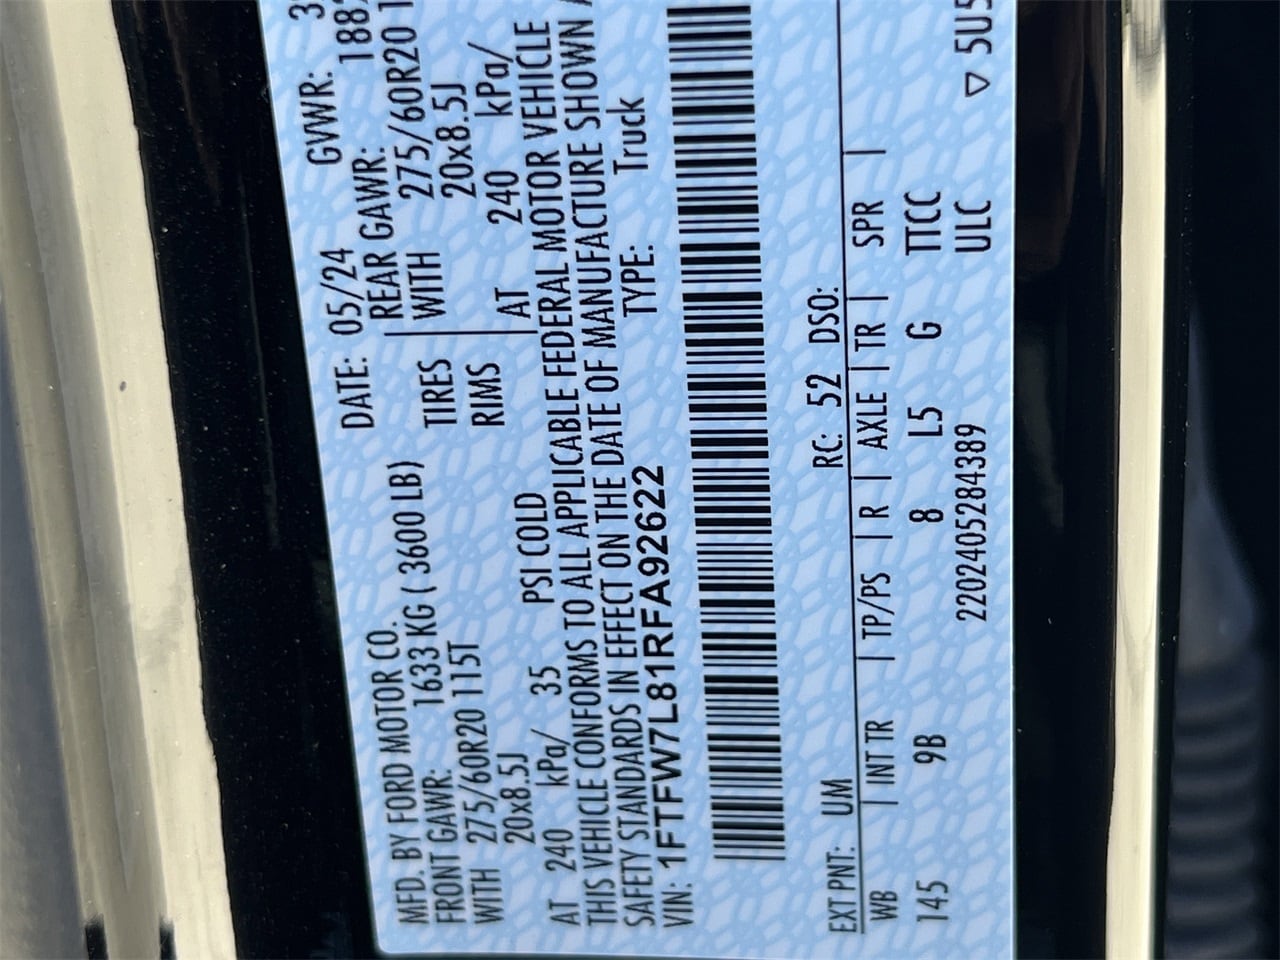 MFD. BY FORD MOTOR CO. DATE: 05/24 GVWR:
FRONT GAWR: 1633 KG ( 3600 LB) REAR GAWR:
WITH 275/60R20 115T TIRES WITH 275/60R20
20x8.5J RIMS 20x8.5J
AT 240 kPa/ 35 PSI COLD AT 240 kPa/
THIS VEHICLE CONFORMS TO ALL APPLICABLE FEDERAL MOTOR VEHICLE
SAFETY STANDARDS IN EFFECT ON THE DATE OF MANUFACTURE SHOWN
VIN: 1FTFW7L81RFA92622 TYPE: Truck
EXT PNT: UM RC: 52 DSO:
WB | INT TR | TP/PS | R | AXLE | TR | SPR |
145 9B 8 L5 G TTCC
2202405284389 ULC ▽ 5U5